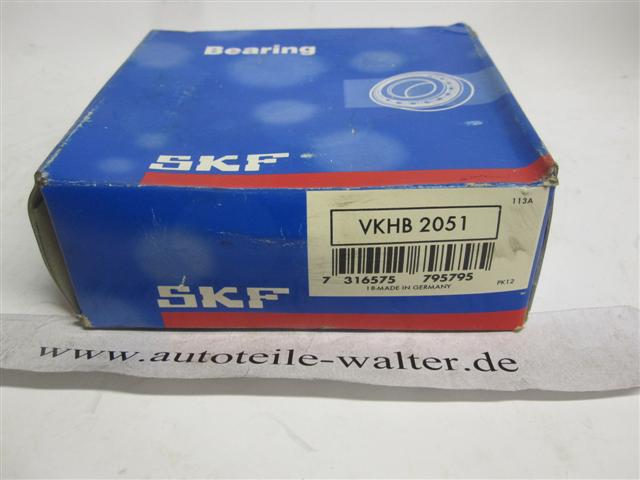 Bearing
SKF
113A
VKHB 2051
7 316575 795795
18-MADE IN GERMANY
PK12
SKF
www.autoteile-walter.de